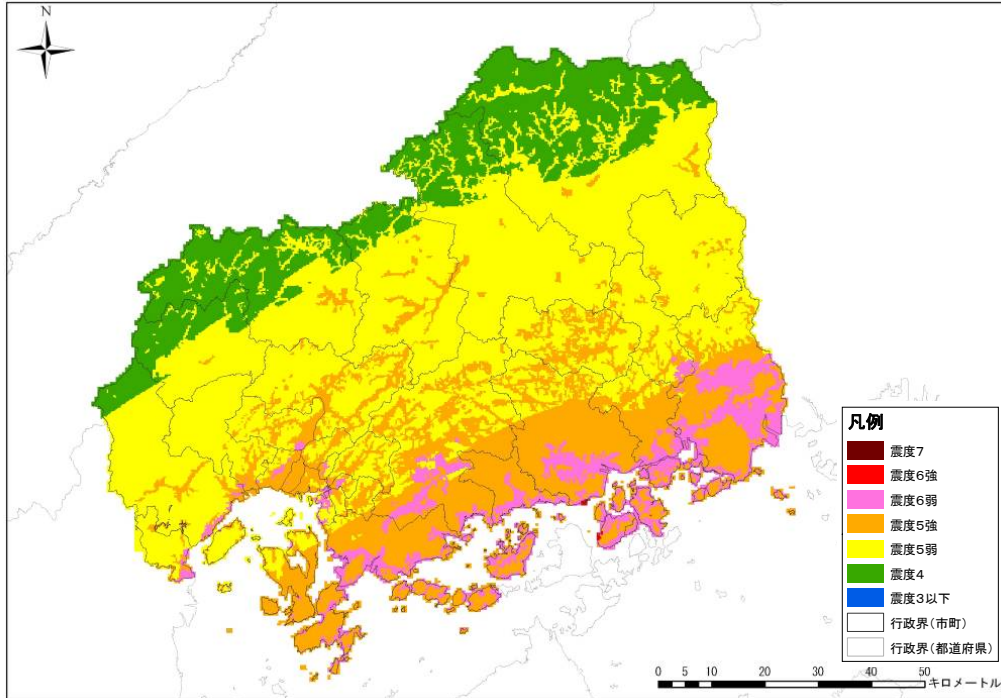 N
凡例
震度7
震度6強
震度6弱
震度5強
震度5弱
震度4
震度3以下
行政界(市町)
行政界(都道府県)
0 5 10 20 30 40 50
キロメートル